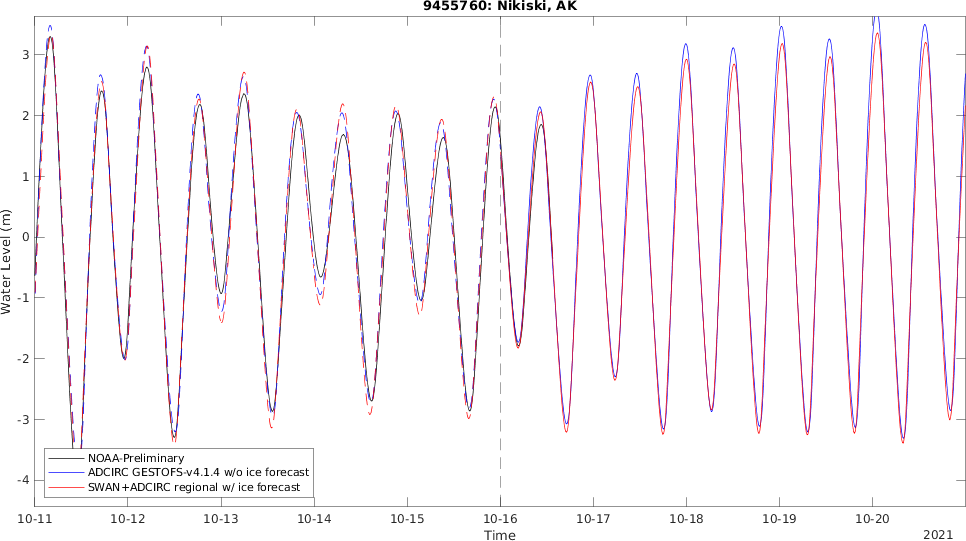 9455760: Nikiski, AK
Water Level (m)
3
2
1
0
-1
-2
-3
-4
NOAA-Preliminary
ADCIRC GESTOFS-v4.1.4 w/o ice forecast
SWAN+ADCIRC regional w/ ice forecast
10-11 10-12 10-13 10-14 10-15 10-16 10-17 10-18 10-19 10-20
Time
2021